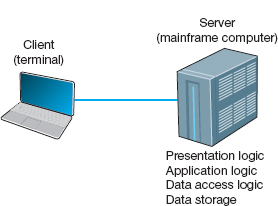 Client
(terminal)
Server
(mainframe computer)
Presentation logic
Application logic
Data access logic
Data storage